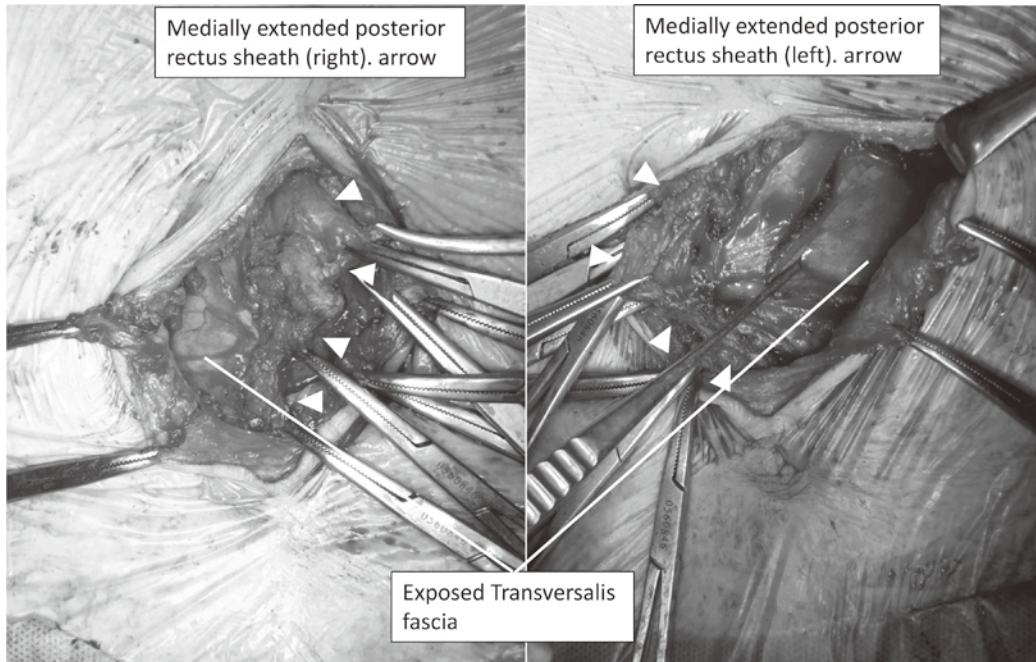 Medially extended posterior
rectus sheath (right). arrow
Medially extended posterior
rectus sheath (left). arrow
Exposed Transversalis
fascia